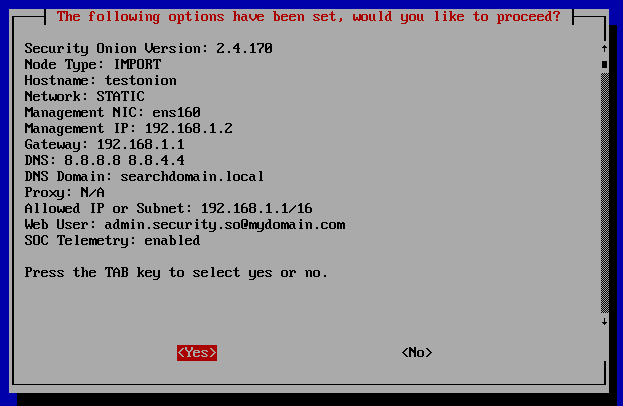 The following options have been set, would you like to proceed?
Security Onion Version: 2.4.170
Node Type: IMPORT
Hostname: testonion
Network: STATIC
Management NIC: ens160
Management IP: 192.168.1.2
Gateway: 192.168.1.1
DNS: 8.8.8.8 8.8.4.4
DNS Domain: searchdomain.local
Proxy: N/A
Allowed IP or Subnet: 192.168.1.1/16
Web User: admin.security.so@mydomain.com
SOC Telemetry: enabled
Press the TAB key to select yes or no.
<Yes> <No>